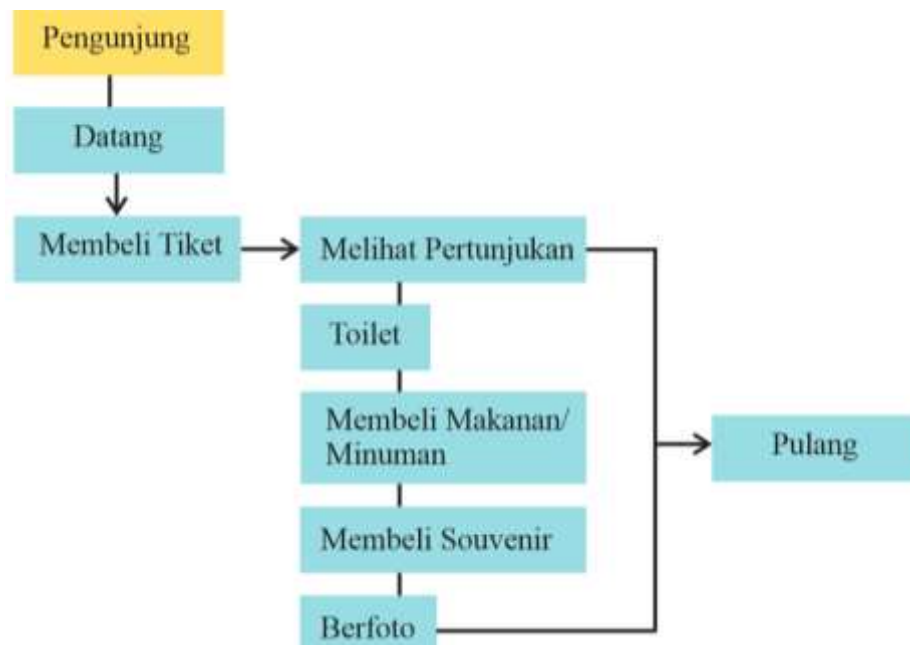 Pengunjung
Datang
Membeli Tiket
Melihat Pertunjukan
Toilet
Membeli Makanan/
Minuman
Membeli Souvenir
Berfoto
Pulang